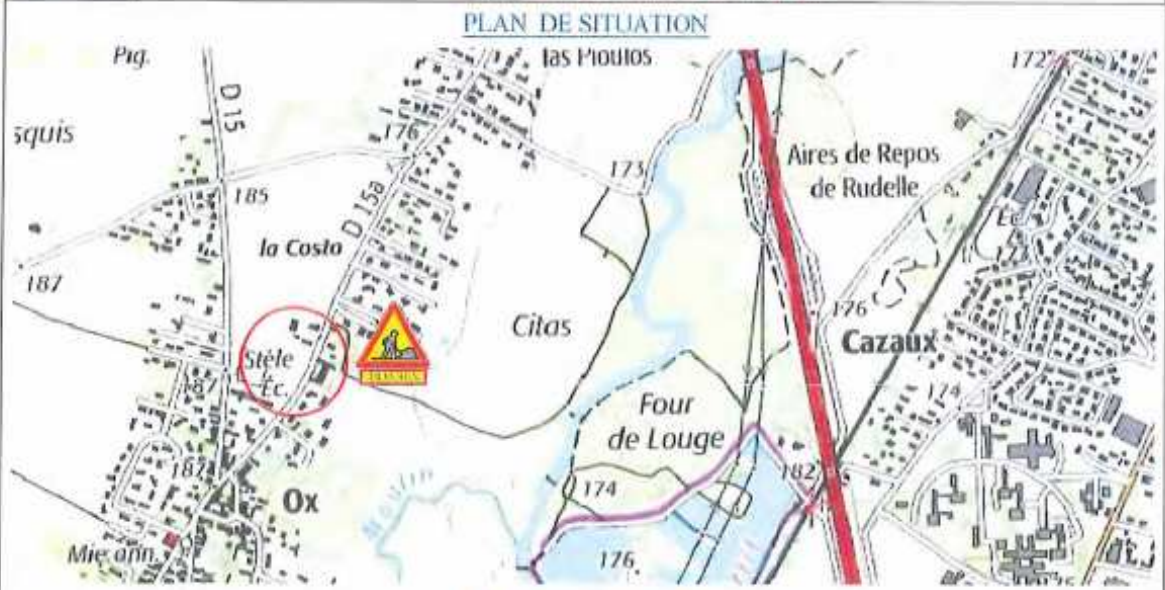 PLAN DE SITUATION
Pig.
las Pioulos
172
D 15
176
squis
173
Aires de Repos
de Rudelle
185
D 15a
la Costo
Éc.
187
Citas
176
Cazaux
Stèle
Éc.
187
174
Four
de Louge
187
182
Ox
174
Mie ann.
176